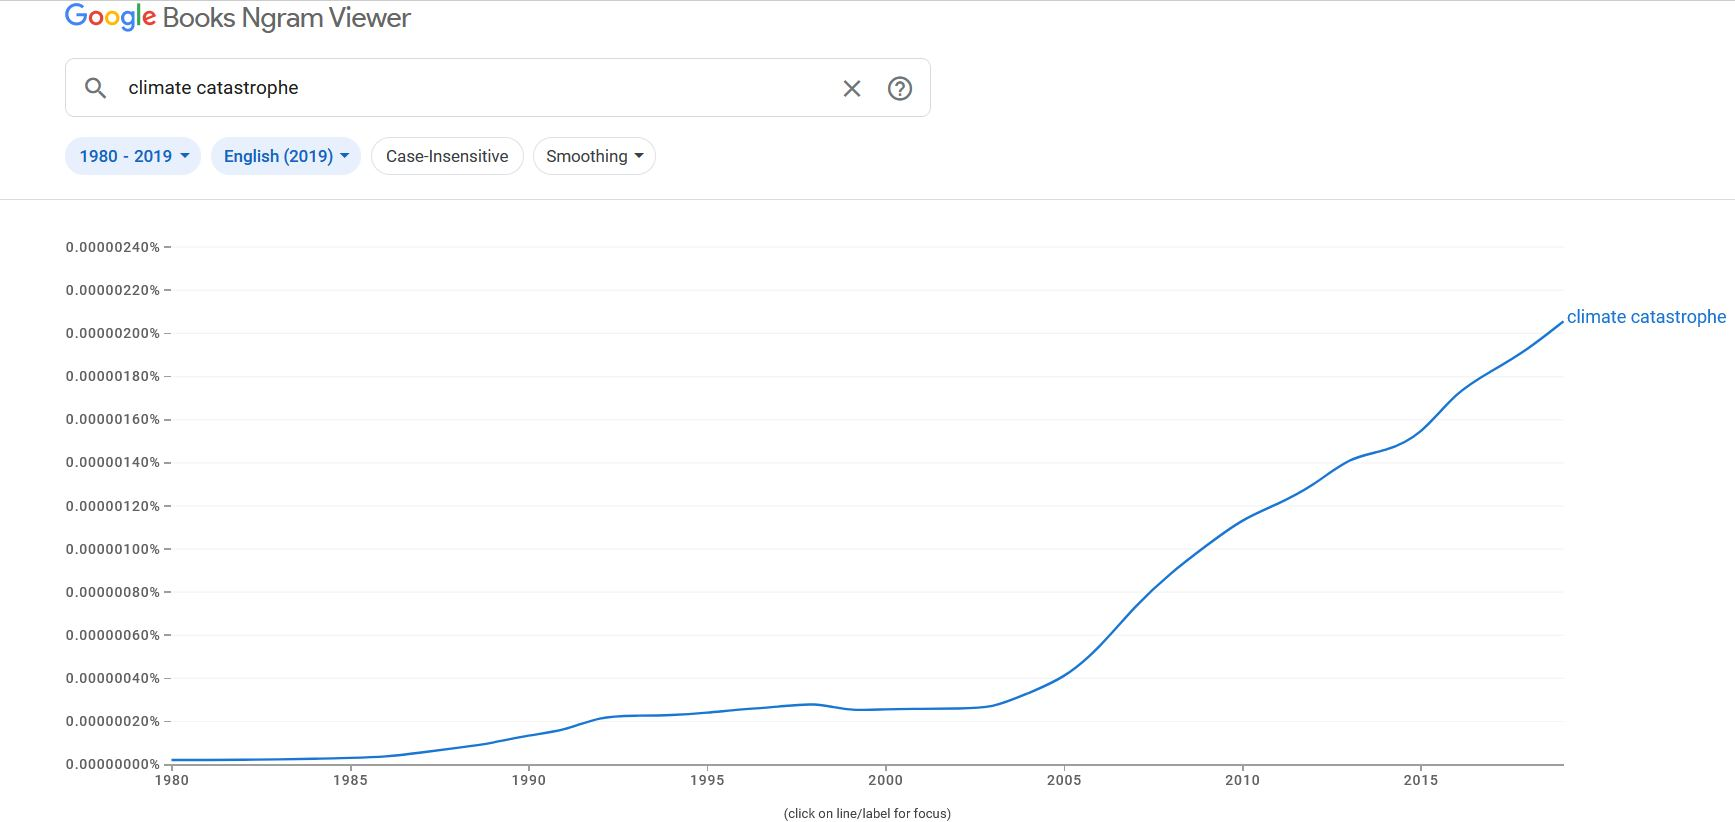 Google Books Ngram Viewer
climate catastrophe
1980 - 2019 English (2019) Case-Insensitive Smoothing
0.00000240%
0.00000220%
climate catastrophe
0.00000200%
0.00000180%
0.00000160%
0.00000140%
0.00000120%
0.00000100%
0.00000080%
0.00000060%
0.00000040%
0.00000020%
0.00000000%
1980 1985 1990 1995 2000 2005 2010 2015
(click on line/label for focus)